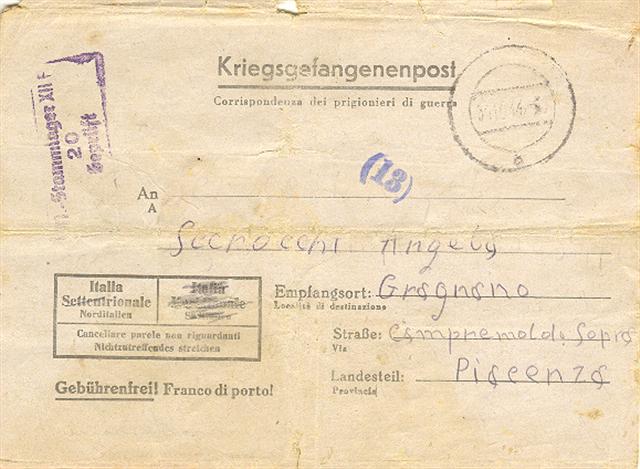 Kriegsgefangenenpost
Corrispondenza dei prigionieri di guerra
Stammlager XII F
20
Geprüft
(13)
An
A
Angelo
Italia
Settentrionale
Norditalien
Italia
Cancellare parole non riguardanti
Nichtzutreffendes streichen
Empfangsort: Gragnano
Località di destinazione
Straße: Campremoldo Sopra
Via
Landesteil: Piacenza
Provincia
Gebührenfrei! Franco di porto!